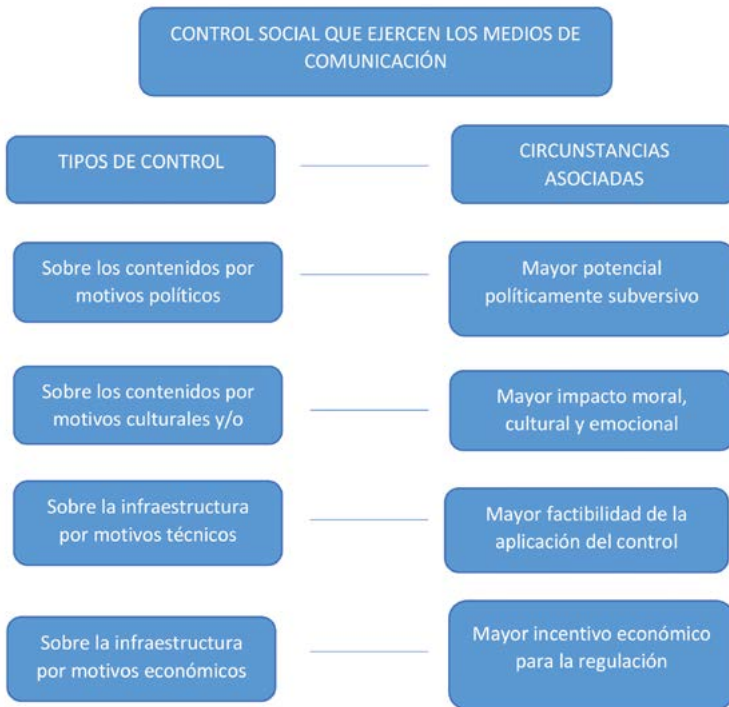 CONTROL SOCIAL QUE EJERCEN LOS MEDIOS DE
COMUNICACIÓN
TIPOS DE CONTROL
CIRCUNSTANCIAS
ASOCIADAS
Sobre los contenidos por
motivos políticos
Mayor potencial
políticamente subversivo
Sobre los contenidos por
motivos culturales y/o
Mayor impacto moral,
cultural y emocional
Sobre la infraestructura
por motivos técnicos
Mayor factibilidad de la
aplicación del control
Sobre la infraestructura
por motivos económicos
Mayor incentivo económico
para la regulación